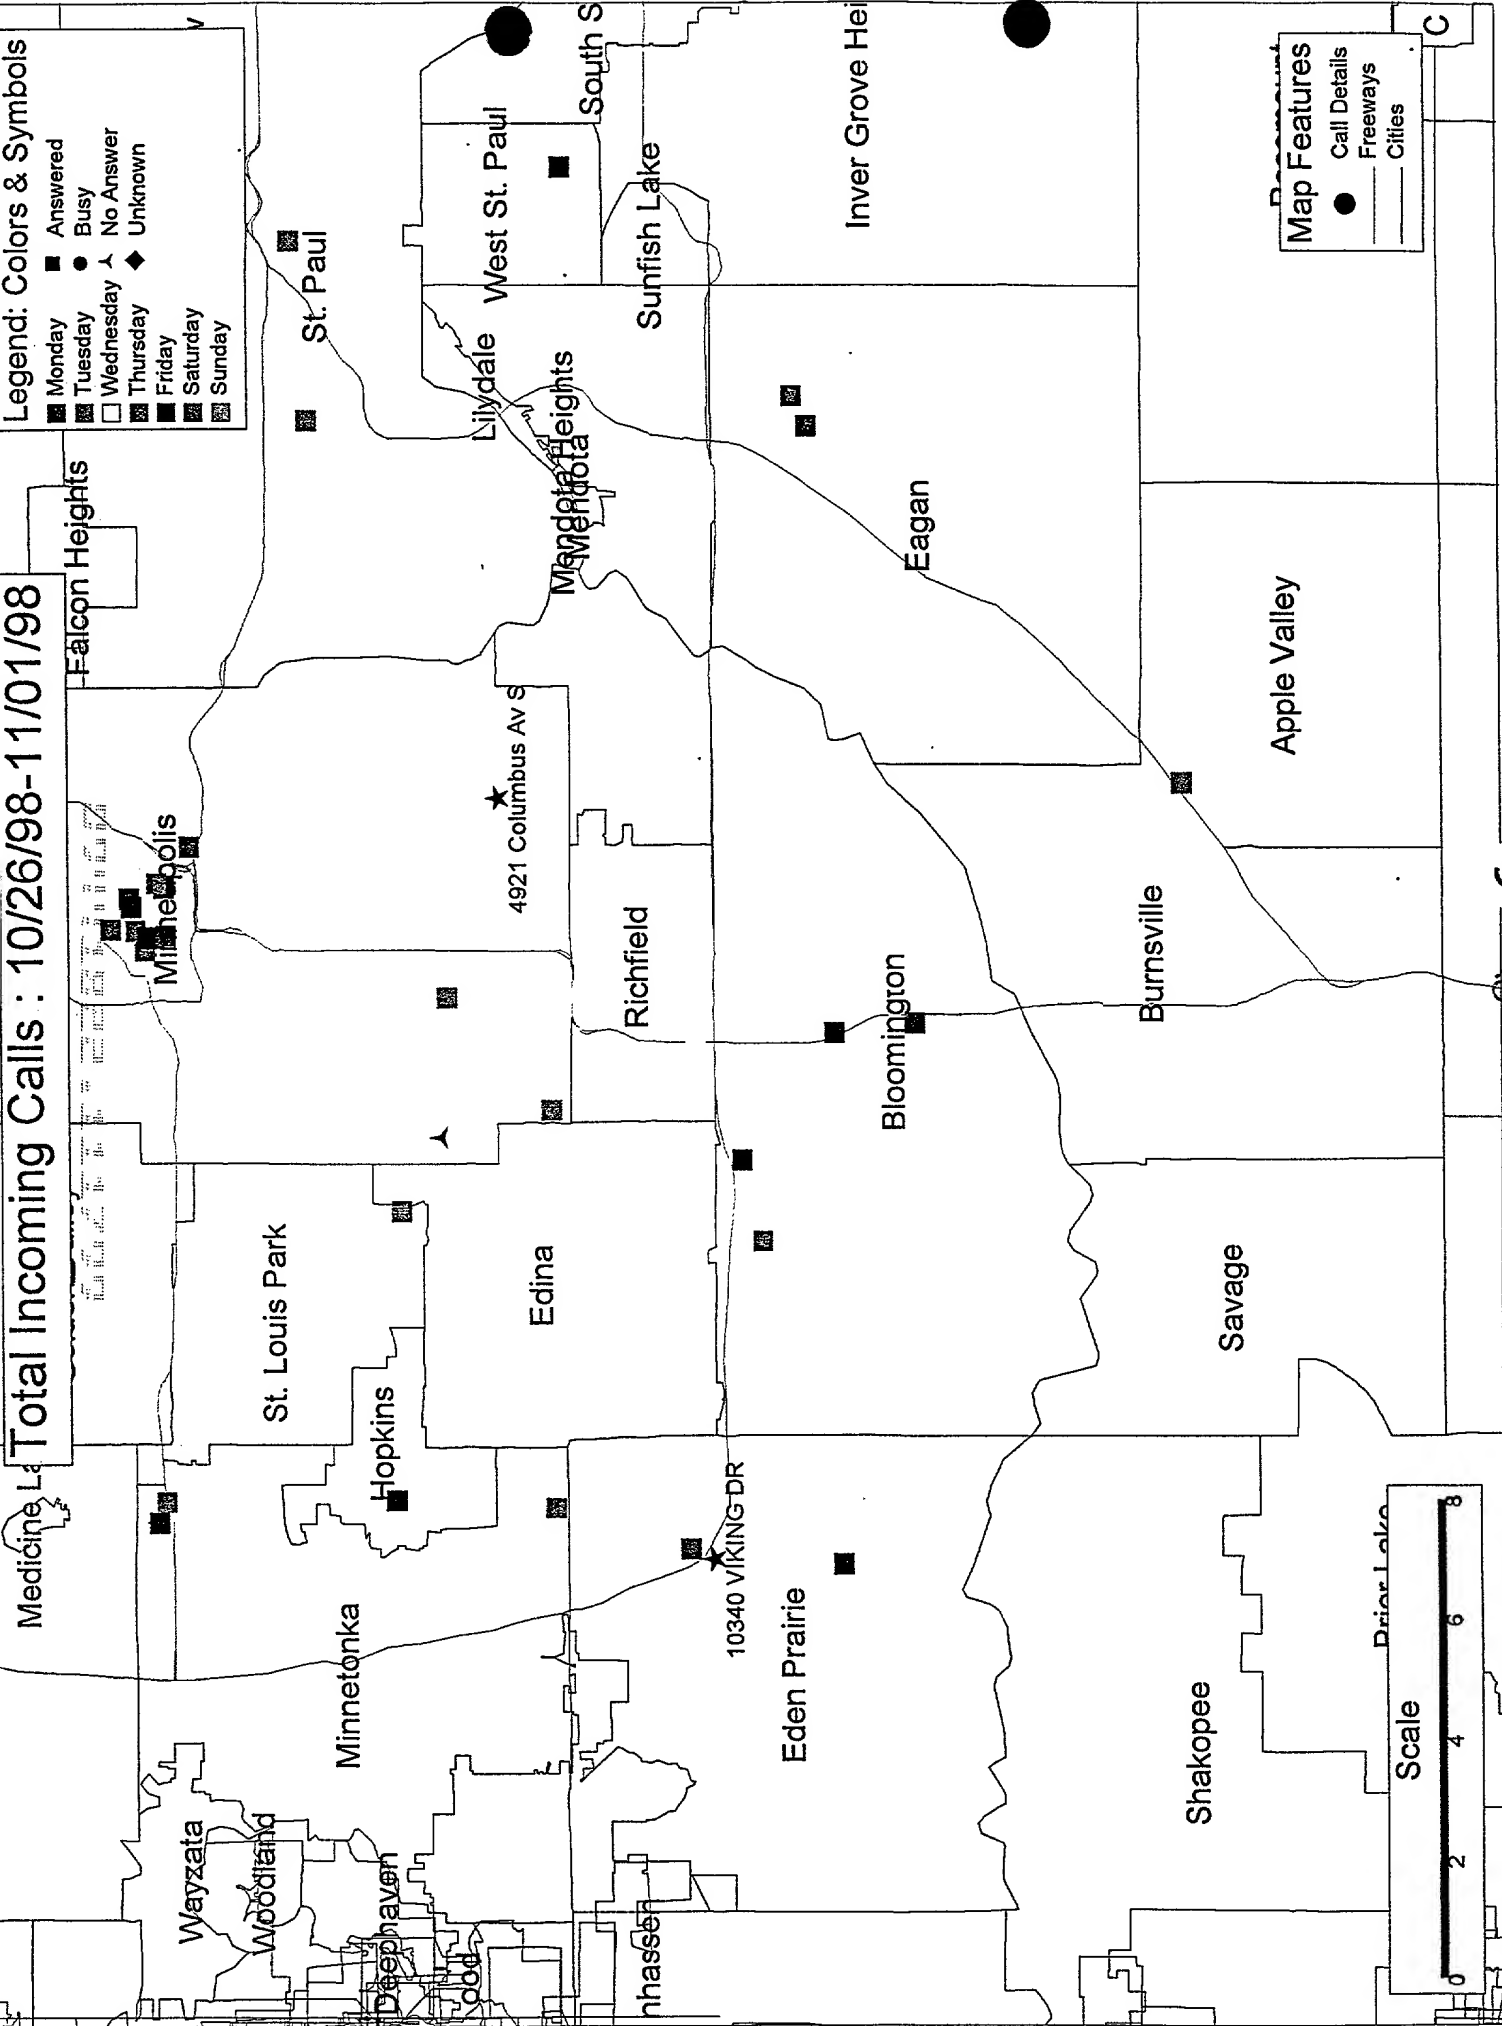 Total Incoming Calls : 10/26/98-11/01/98
Legend: Colors & Symbols
Monday
Tuesday
Wednesday
Thursday
Friday
Saturday
Sunday
Answered
Busy
No Answer
Unknown
Medicine La
Falcon Heights
Minneapolis
St. Paul
Wayzata
Woodland
St. Louis Park
Minnetonka
Hopkins
Deephaven
ood
Lilydale
West St. Paul
4921 Columbus Av S
Edina
Mendota Heights
Mendota
South S
nhassen
Richfield
Sunfish Lake
10340 VIKING DR
Eden Prairie
Bloomington
Eagan
Inver Grove Hei
Burnsville
Shakopee
Savage
Apple Valley
Prior Lake
Map Features
Call Details
Freeways
Cities
C
Scale
0 2 4 6 8